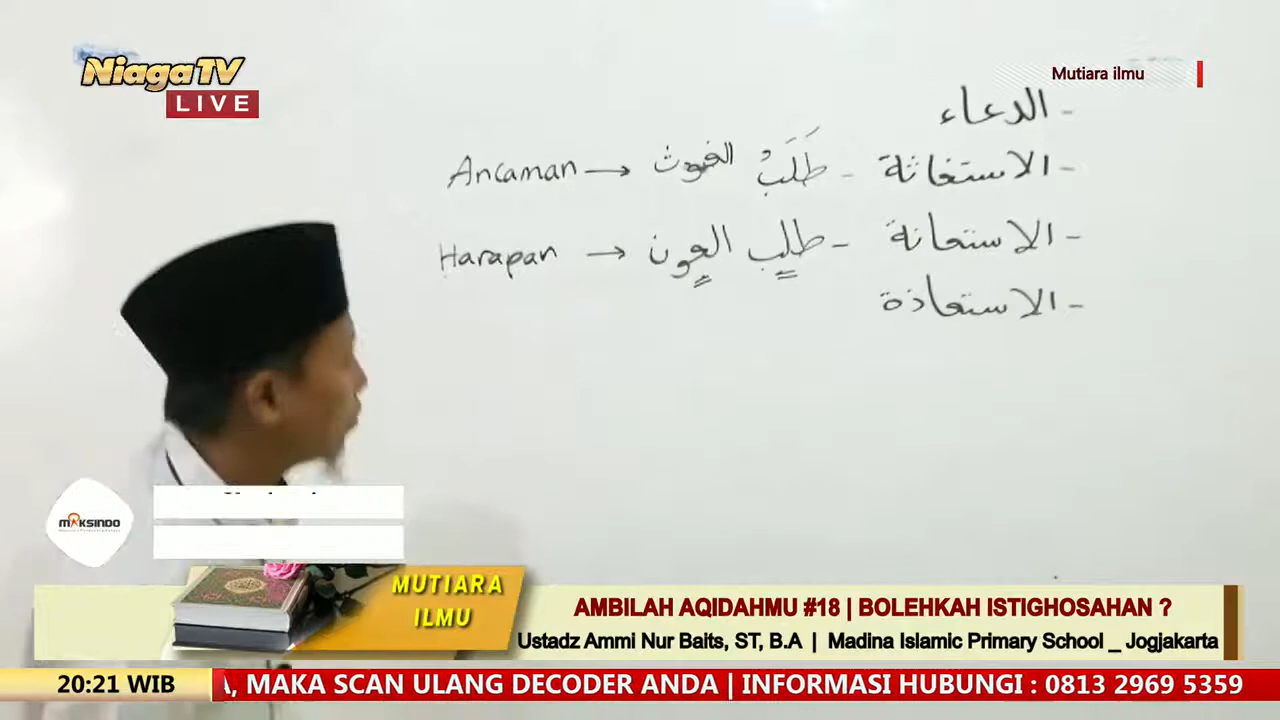 NiagaTV
LIVE
Mutiara ilmu
- الدعاء
- الاستغاثة - طَلَبُ الغوث ← Ancaman
- الاستعانة - طلب العون ← Harapan
- الاستعاذة
MAKSINDO
MUTIARA
ILMU
AMBILAH AQIDAHMU #18 | BOLEHKAH ISTIGHOSAHAN ?
Ustadz Ammi Nur Baits, ST, B.A | Madina Islamic Primary School _ Jogjakarta
20:21 WIB
, MAKA SCAN ULANG DECODER ANDA | INFORMASI HUBUNGI : 0813 2969 5359